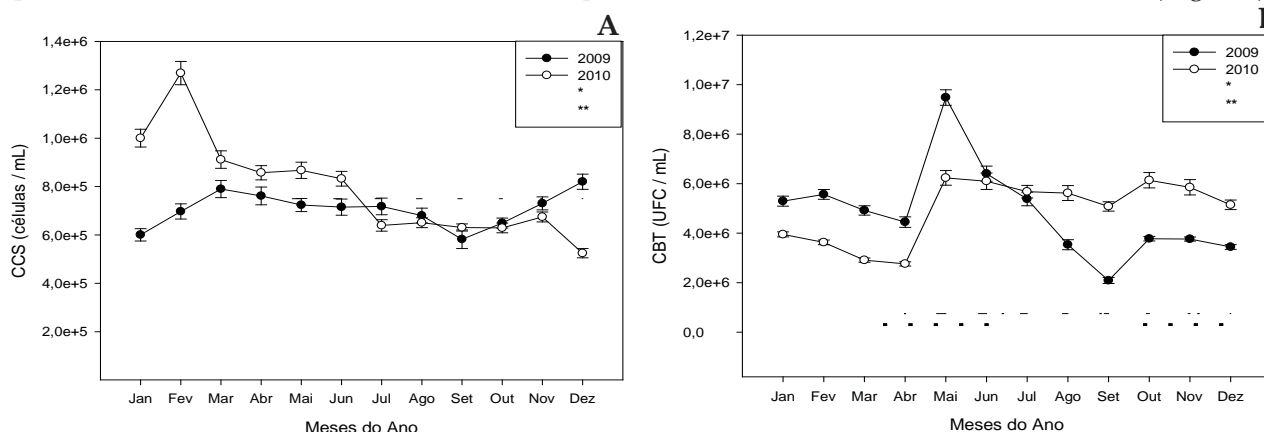 A
1,4e+6
1,2e+6
1,0e+6
8,0e+5
6,0e+5
4,0e+5
2,0e+5
CCS (células / mL)
2009
2010
*
**
Jan Fev Mar Abr Mai Jun Jul Ago Set Out Nov Dez
Meses do Ano
1,2e+7
1,0e+7
8,0e+6
6,0e+6
4,0e+6
2,0e+6
0,0
CBT (UFC / mL)
2009
2010
*
**
Jan Fev Mar Abr Mai Jun Jul Ago Set Out Nov Dez
Meses do Ano